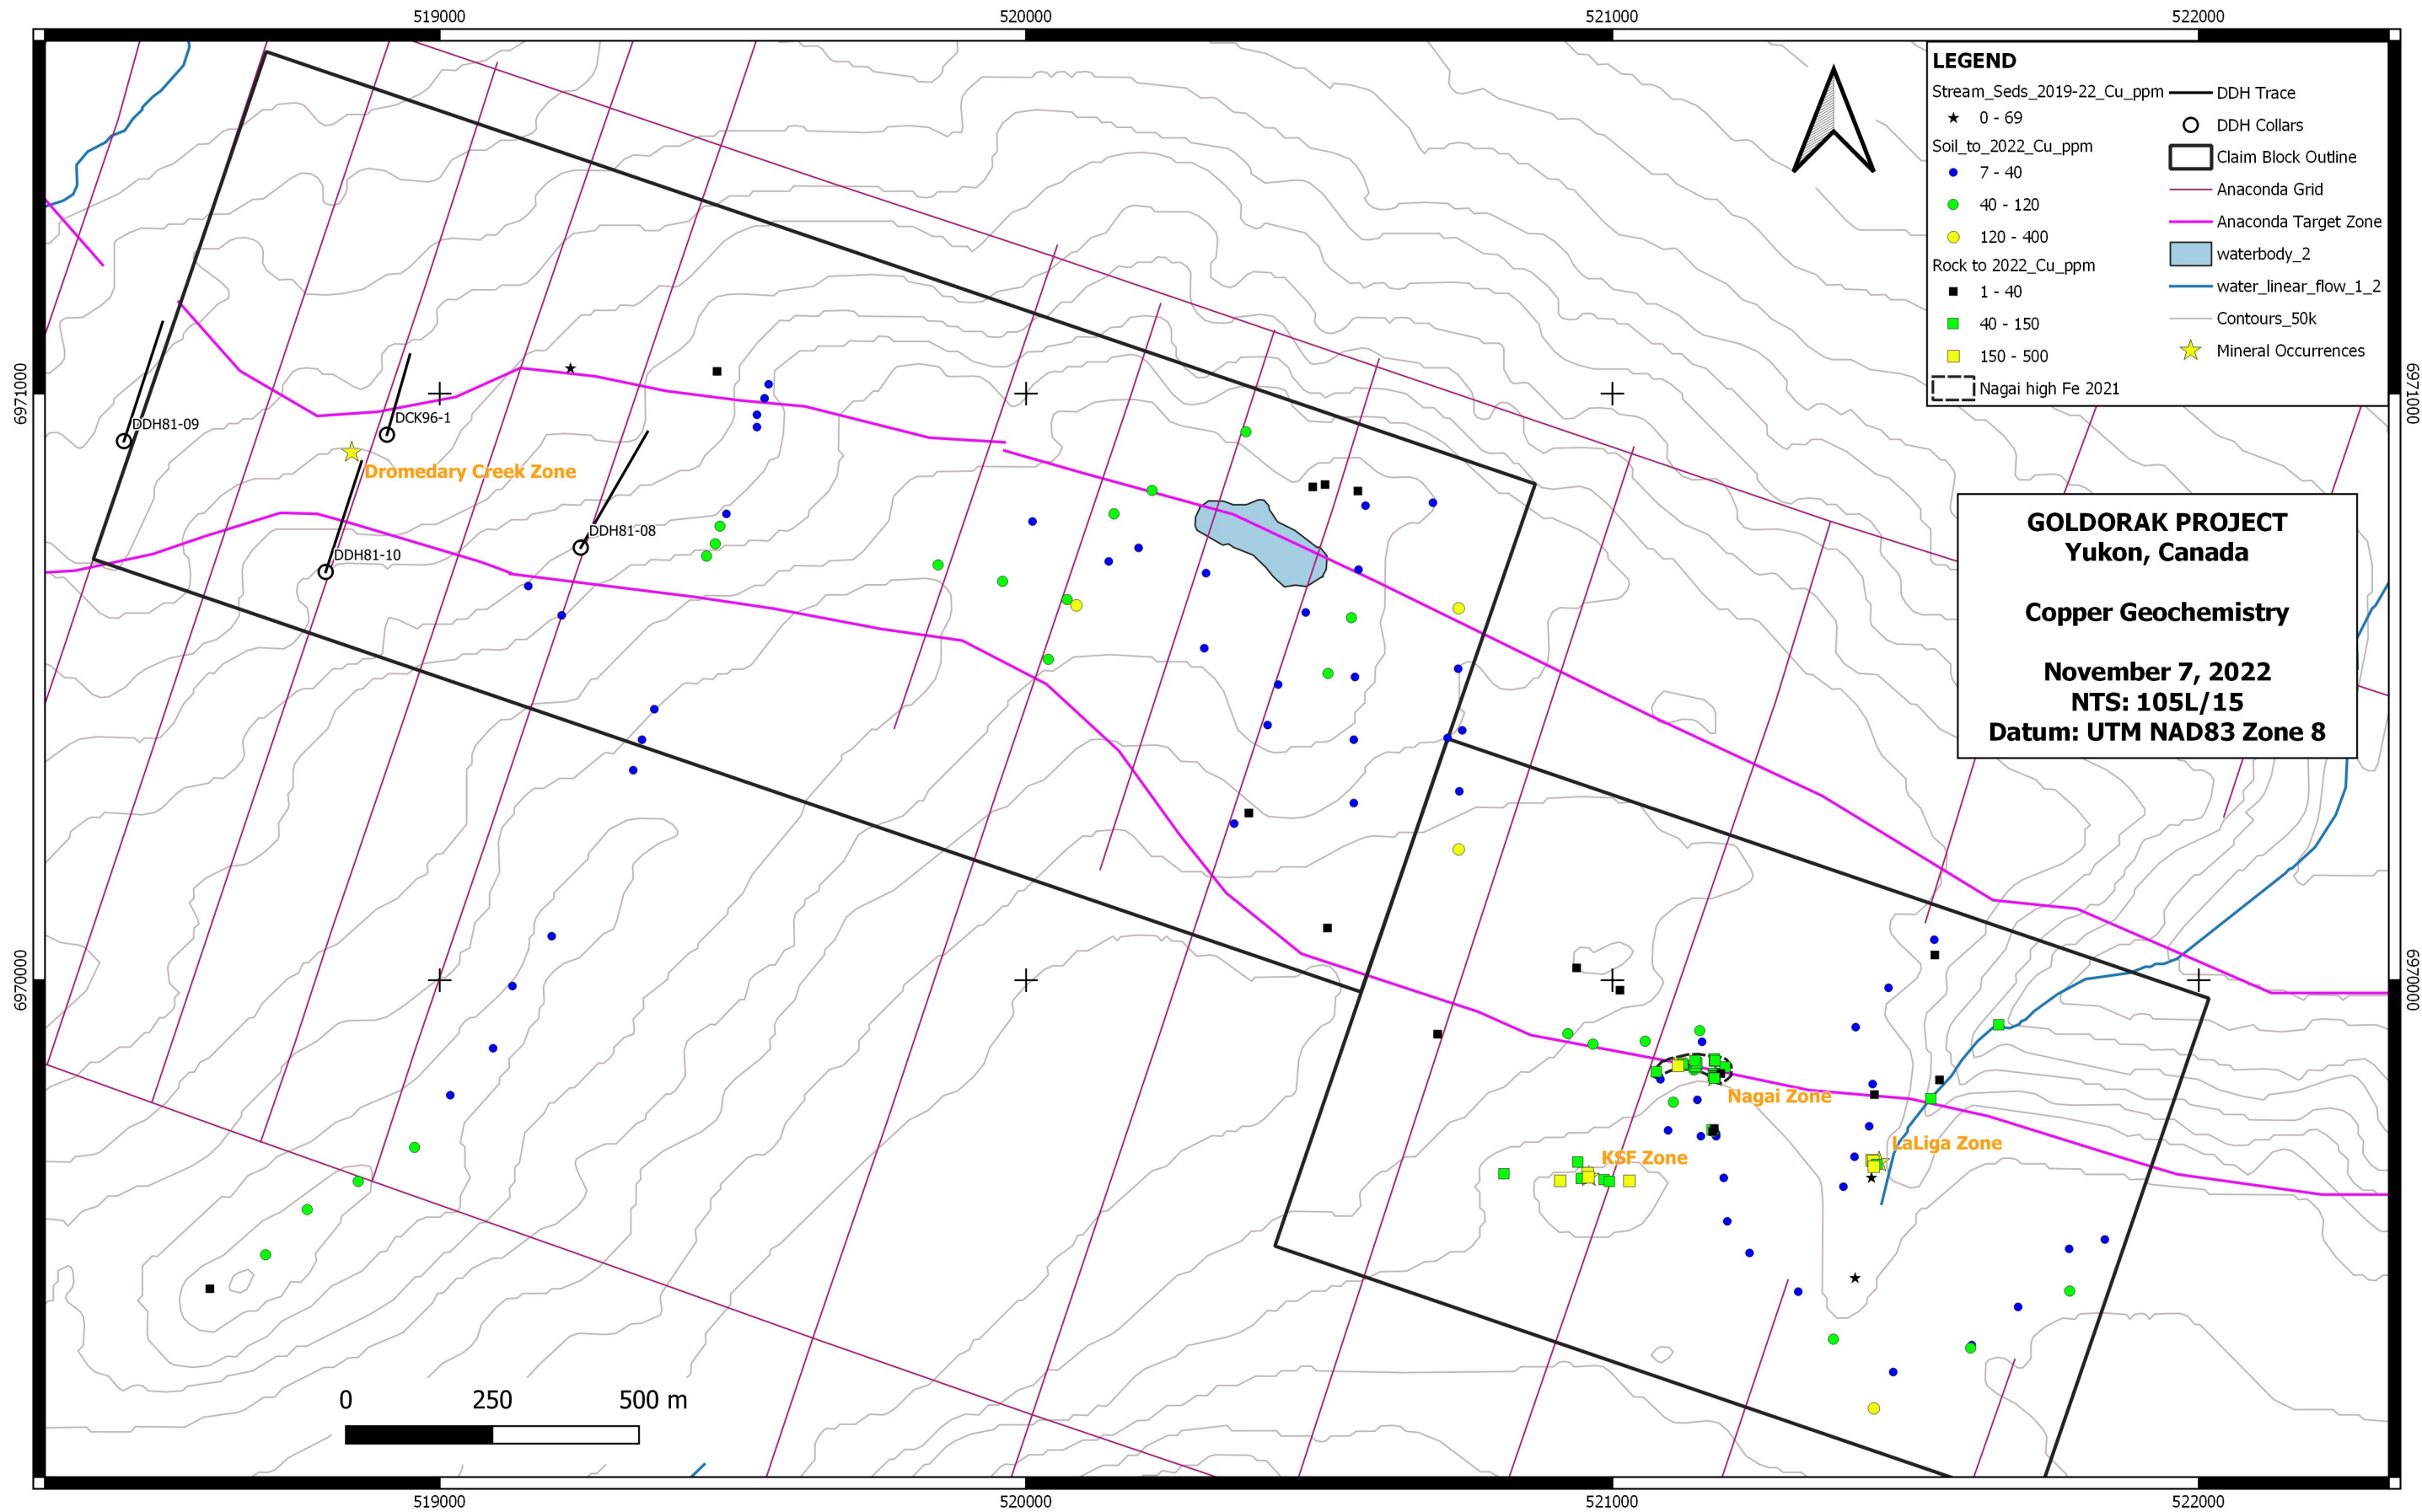 519000
520000
521000
522000
LEGEND
Stream_Seds_2019-22_Cu_ppm
0 - 69
Soil_to_2022_Cu_ppm
7 - 40
40 - 120
120 - 400
Rock to 2022_Cu_ppm
1 - 40
40 - 150
150 - 500
Nagai high Fe 2021
DDH Trace
DDH Collars
Claim Block Outline
Anaconda Grid
Anaconda Target Zone
waterbody_2
water_linear_flow_1_2
Contours_50k
Mineral Occurrences
6971000
6971000
DDH81-09
DCK96-1
Dromedary Creek Zone
DDH81-08
DDH81-10
GOLDORAK PROJECT
Yukon, Canada
Copper Geochemistry
November 7, 2022
NTS: 105L/15
Datum: UTM NAD83 Zone 8
6970000
6970000
Nagai Zone
LaLiga Zone
KSF Zone
0 250 500 m
519000
520000
521000
522000